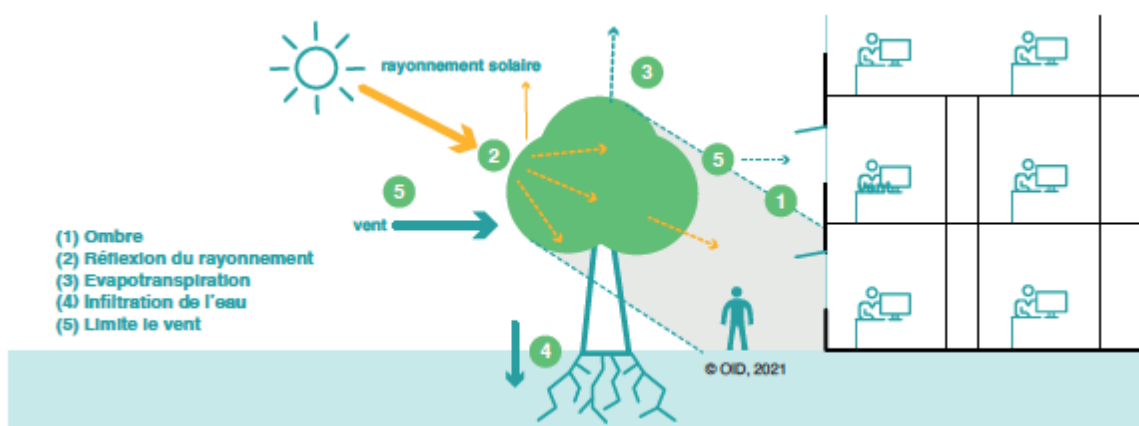 rayonnement solaire
3
2
5
5
1
vent
vent
(1) Ombre
(2) Réflexion du rayonnement
(3) Evapotranspiration
(4) Infiltration de l'eau
(5) Limite le vent
4
© OID, 2021